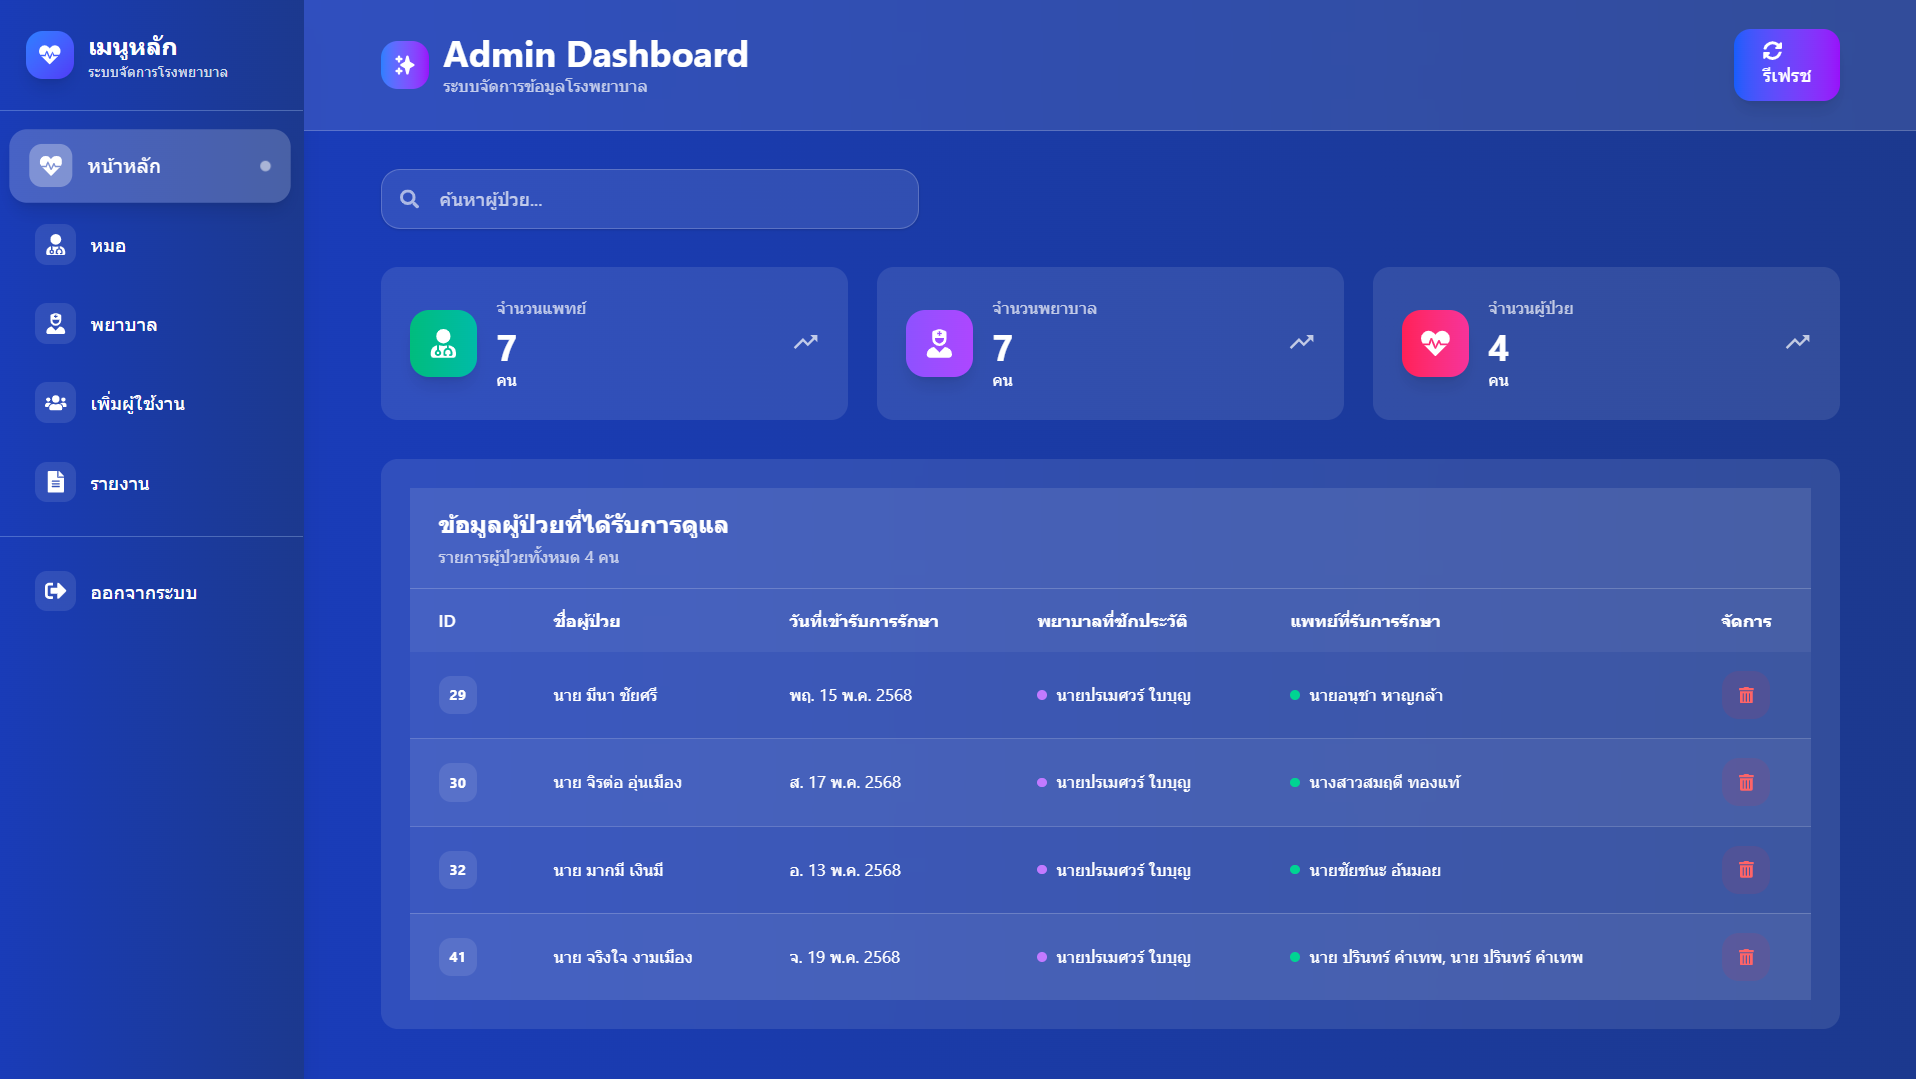 เมนูหลัก
ระบบจัดการโรงพยาบาล
หน้าหลัก
หมอ
พยาบาล
เพิ่มผู้ใช้งาน
รายงาน
ออกจากระบบ
Admin Dashboard
ระบบจัดการข้อมูลโรงพยาบาล
รีเฟรช
ค้นหาผู้ป่วย...
จำนวนแพทย์
7
คน
จำนวนพยาบาล
7
คน
จำนวนผู้ป่วย
4
คน
ข้อมูลผู้ป่วยที่ได้รับการดูแล
รายการผู้ป่วยทั้งหมด 4 คน
ID ชื่อผู้ป่วย วันที่เข้ารับการรักษา พยาบาลที่ซักประวัติ แพทย์ที่รับการรักษา จัดการ
29 นาย มีนา ชัยศรี พฤ. 15 พ.ค. 2568 นายปรเมศวร์ ใบบุญ นายอนุชา หาญกล้า
30 นาย จิรต่อ อุ่นเมือง ส. 17 พ.ค. 2568 นายปรเมศวร์ ใบบุญ นางสาวสมฤดี ทองแท้
32 นาย มากมี เงินมี อ. 13 พ.ค. 2568 นายปรเมศวร์ ใบบุญ นายชัยชนะ อ้นมอย
41 นาย จริงใจ งามเมือง จ. 19 พ.ค. 2568 นายปรเมศวร์ ใบบุญ นาย ปรินทร์ คำเทพ, นาย ปรินทร์ คำเทพ